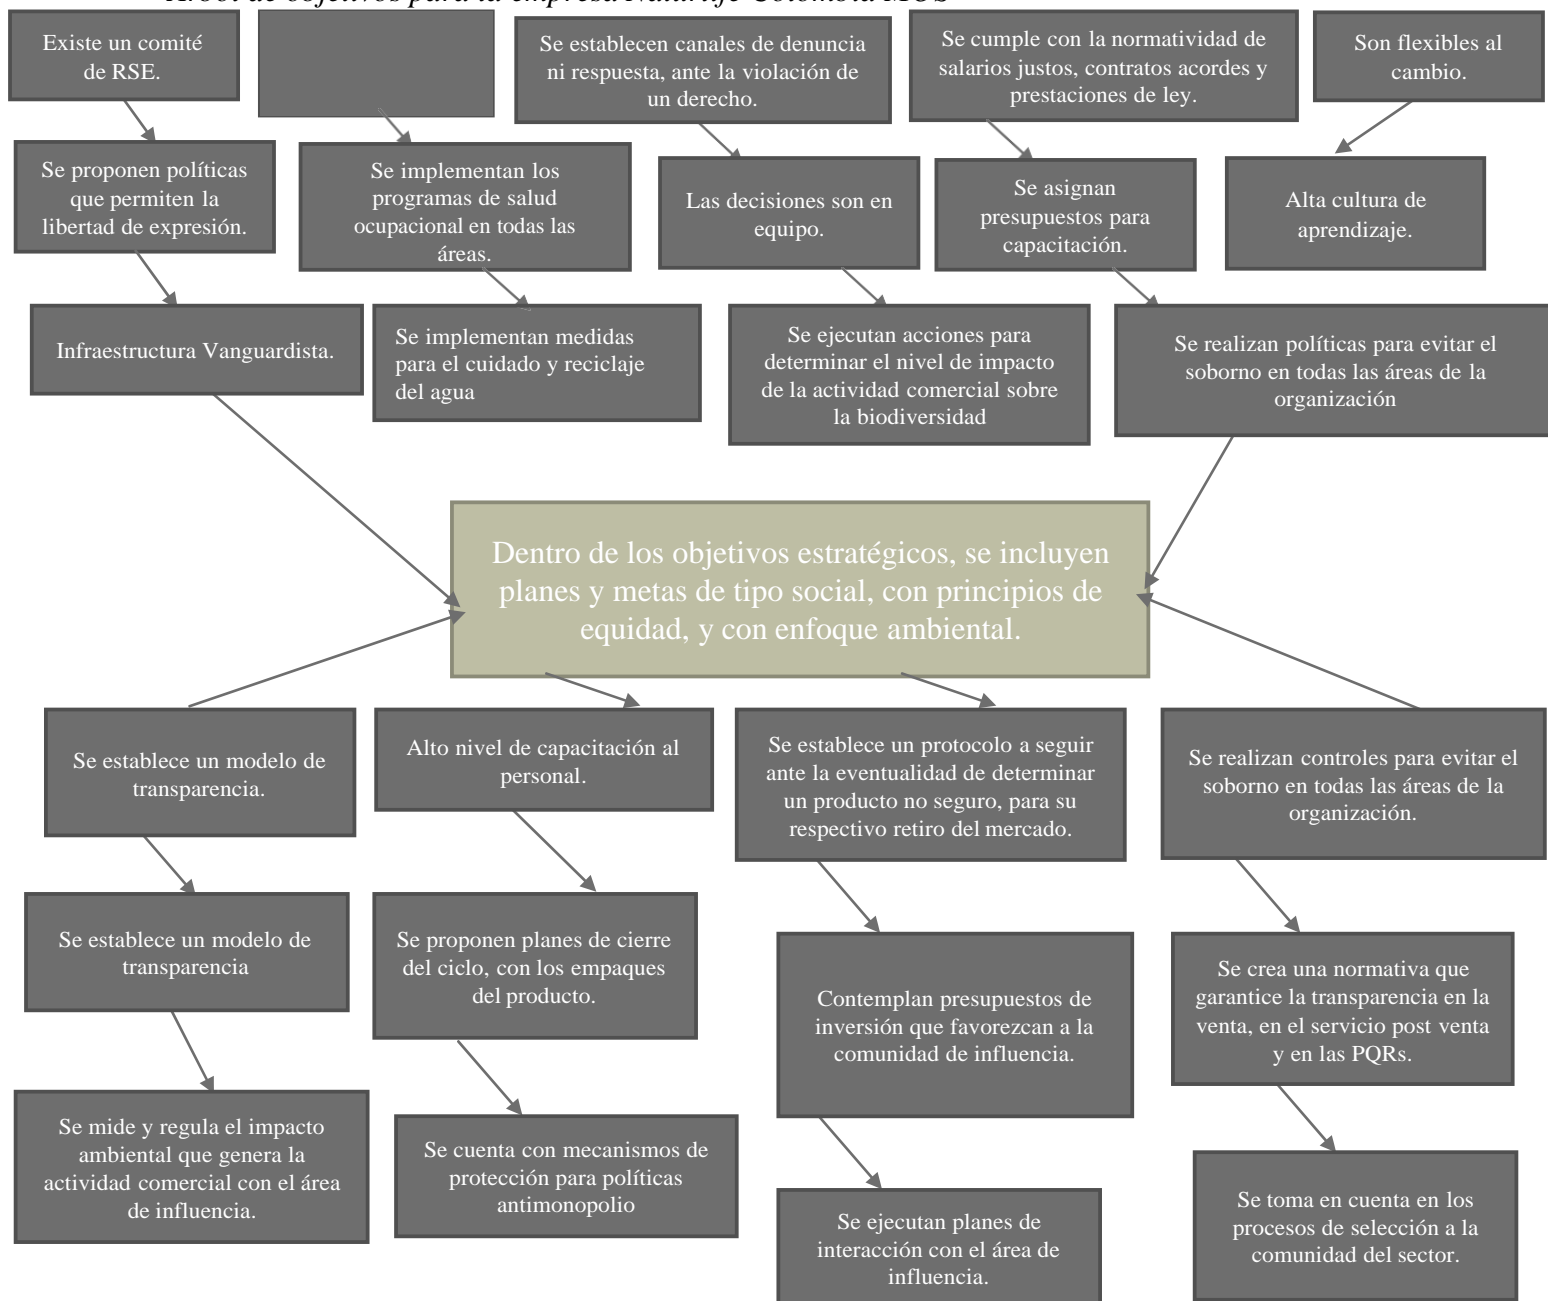 Árbol de objetivos para la empresa Naturlife Colombia MUS
Existe un comité
de RSE.
Se establecen canales de denuncia
ni respuesta, ante la violación de
un derecho.
Se cumple con la normatividad de
salarios justos, contratos acordes y
prestaciones de ley.
Son flexibles al
cambio.
Se proponen políticas
que permiten la
libertad de expresión.
Se implementan los
programas de salud
ocupacional en todas las
áreas.
Las decisiones son en
equipo.
Se asignan
presupuestos para
capacitación.
Alta cultura de
aprendizaje.
Infraestructura Vanguardista.
Se implementan medidas
para el cuidado y reciclaje
del agua
Se ejecutan acciones para
determinar el nivel de impacto
de la actividad comercial sobre
la biodiversidad
Se realizan políticas para evitar el
soborno en todas las áreas de la
organización
Dentro de los objetivos estratégicos, se incluyen
planes y metas de tipo social, con principios de
equidad, y con enfoque ambiental.
Se establece un modelo de
transparencia.
Alto nivel de capacitación al
personal.
Se establece un protocolo a seguir
ante la eventualidad de determinar
un producto no seguro, para su
respectivo retiro del mercado.
Se realizan controles para evitar el
soborno en todas las áreas de la
organización.
Se establece un modelo de
transparencia
Se proponen planes de cierre
del ciclo, con los empaques
del producto.
Contemplan presupuestos de
inversión que favorezcan a la
comunidad de influencia.
Se crea una normativa que
garantice la transparencia en la
venta, en el servicio post venta
y en las PQRs.
Se mide y regula el impacto
ambiental que genera la
actividad comercial con el área
de influencia.
Se cuenta con mecanismos de
protección para políticas
antimonopolio
Se ejecutan planes de
interacción con el área de
influencia.
Se toma en cuenta en los
procesos de selección a la
comunidad del sector.